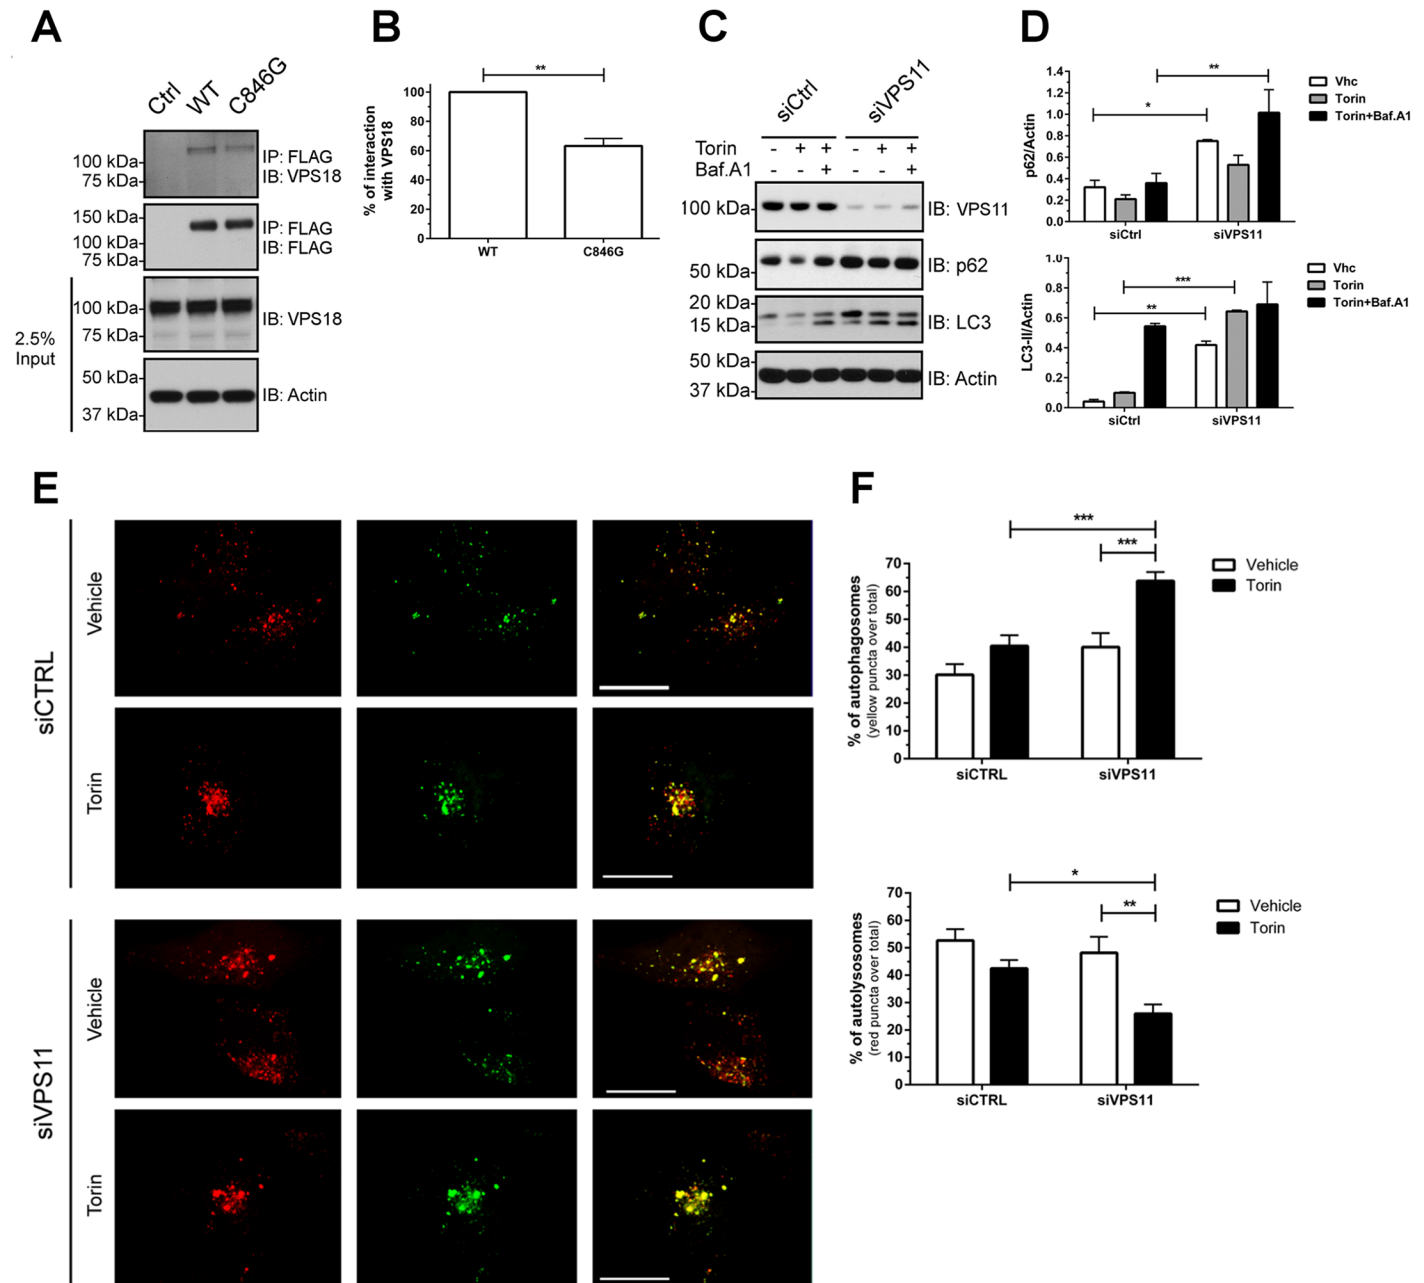 A
Ctrl
WT
C846G
100 kDa
75 kDa
IP: FLAG
IB: VPS18
150 kDa
100 kDa
75 kDa
IP: FLAG
IB: FLAG
2.5%
Input
100 kDa
75 kDa
IB: VPS18
50 kDa
37 kDa
IB: Actin
B
**
% of interaction
with VPS18
100
80
60
40
20
0
WT
C846G
C
siCtrl
siVPS11
Torin - + + - + +
Baf.A1 - - + - - +
100 kDa
IB: VPS11
50 kDa
IB: p62
20 kDa
15 kDa
IB: LC3
50 kDa
37 kDa
IB: Actin
D
p62/Actin
1.4
1.2
1.0
0.8
0.6
0.4
0.2
0.0
*
**
siCtrl
siVPS11
Vhc
Torin
Torin+Baf.A1
LC3-II/Actin
1.0
0.8
0.6
0.4
0.2
0.0
**
***
siCtrl
siVPS11
Vhc
Torin
Torin+Baf.A1
E
siCTRL
Vehicle
Torin
siVPS11
Vehicle
Torin
F
***
***
% of autophagosomes
(yellow puncta over total)
70
60
50
40
30
20
10
0
siCTRL
siVPS11
Vehicle
Torin
*
**
% of autolysosomes
(red puncta over total)
70
60
50
40
30
20
10
0
siCTRL
siVPS11
Vehicle
Torin